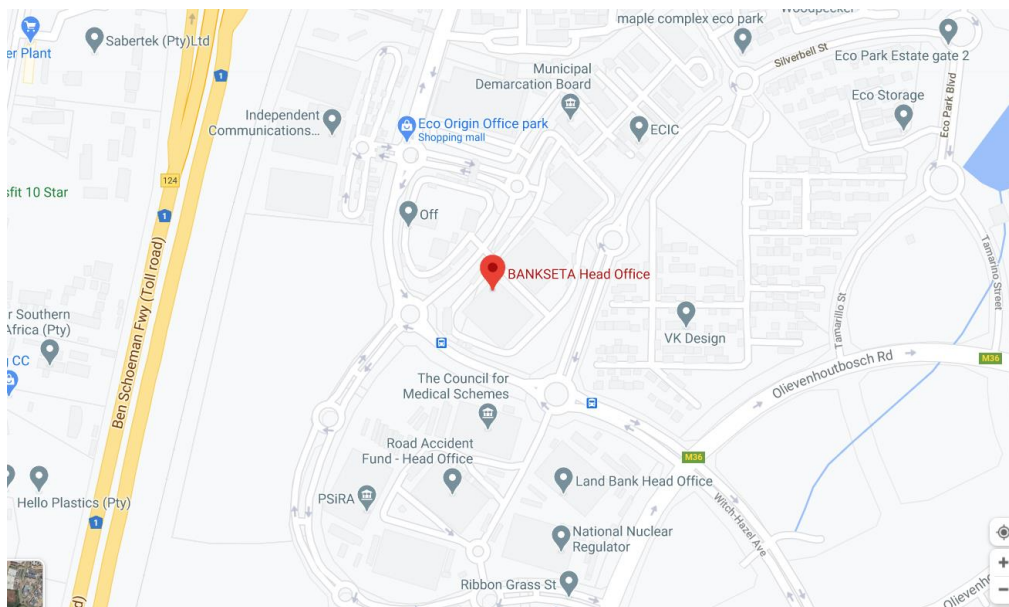 Woodpecker
maple complex eco park
Silverbell St
Sabertek (Pty)Ltd
er Plant
1
Eco Park Estate gate 2
Municipal
Demarcation Board
Eco Storage
Eco Park Blvd
Independent
Communications...
Eco Origin Office park
Shopping mall
ECIC
124
sfit 10 Star
1
Off
Tamarino Street
BANKSETA Head Office
Ben Schoeman Fwy (Toll road)
r Southern
Africa (Pty)
VK Design
Tamarillo St
g CC
Olievenhoutbosch Rd
M36
The Council for
Medical Schemes
Road Accident
Fund - Head Office
M36
Land Bank Head Office
PSiRA
Hello Plastics (Pty)
1
Witch-Hazel Ave
National Nuclear
Regulator
Ribbon Grass St
d)
Olievenho
+
−